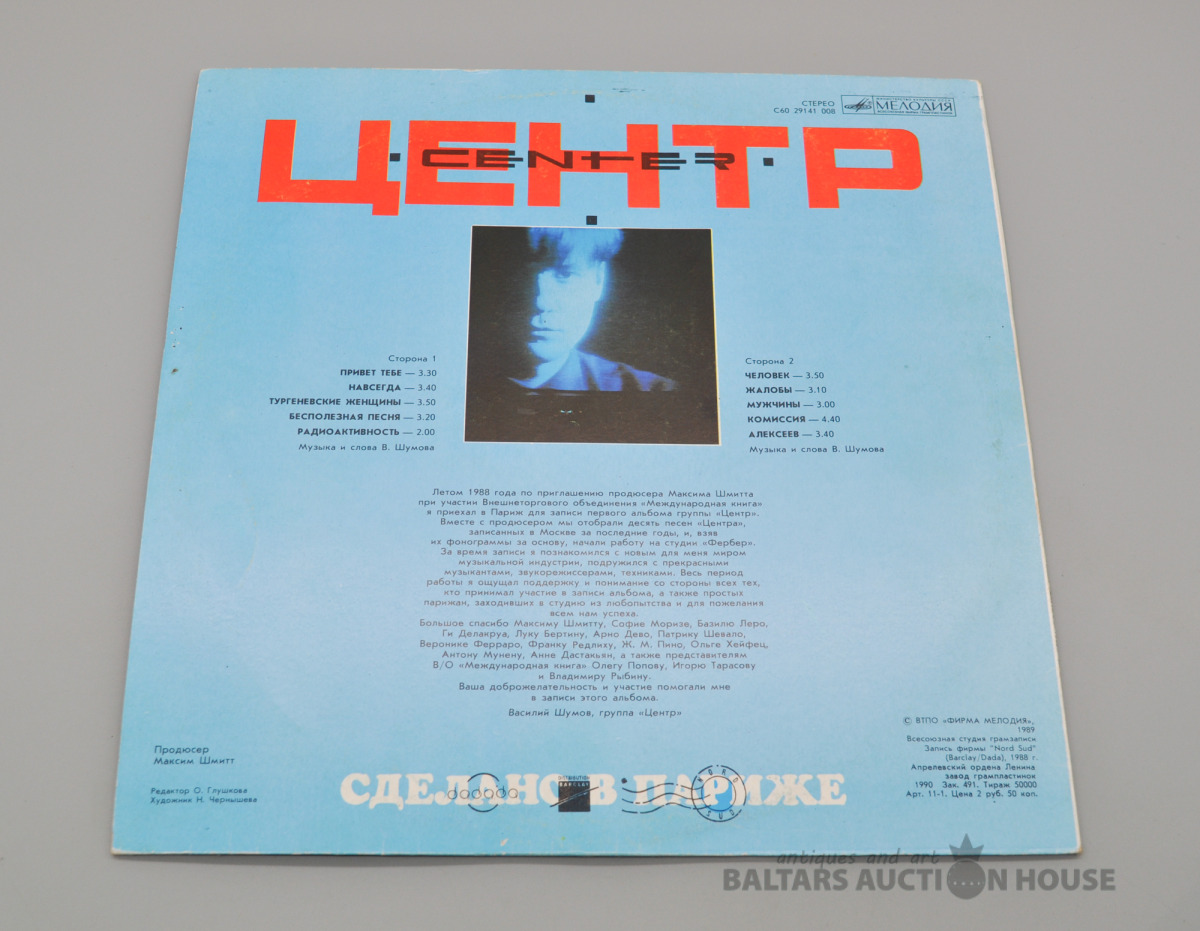 СТЕРЕО
С60 29141 008
МЕЛОДИЯ
ЦЕНТР
CENTER
Сторона 1
ПРИВЕТ ТЕБЕ — 3.30
НАВСЕГДА — 3.40
ТУРГЕНЕВСКИЕ ЖЕНЩИНЫ — 3.50
БЕСПОЛЕЗНАЯ ПЕСНЯ — 3.20
РАДИОАКТИВНОСТЬ — 2.00
Музыка и слова В. Шумова
Сторона 2
ЧЕЛОВЕК — 3.50
ЖАЛОБЫ — 3.10
МУЖЧИНЫ — 3.00
КОМИССИЯ — 4.40
АЛЕКСЕЕВ — 3.40
Музыка и слова В. Шумова
Летом 1988 года по приглашению продюсера Максима Шмитта
при участии Внешнеторгового объединения «Международная книга»
я приехал в Париж для записи первого альбома группы «Центр».
Вместе с продюсером мы отобрали десять песен «Центра»,
записанных в Москве за последние годы, и, взяв
их фонограммы за основу, начали работу на студии «Фербер».
За время записи я познакомился с новым для меня миром
музыкальной индустрии, подружился с прекрасными
музыкантами, звукорежиссерами, техниками. Весь период
работы я ощущал поддержку и понимание со стороны всех тех,
кто принимал участие в записи альбома, а также простых
парижан, заходивших в студию из любопытства и для пожелания
всем нам успеха.
Большое спасибо Максиму Шмитту, Софие Моризе, Базилю Леро,
Ги Делакруа, Луку Бертину, Арно Дево, Патрику Шевало,
Веронике Ферраро, Франку Редлиху, Ж. М. Пино, Ольге Хейфец,
Антону Мунену, Анне Дастакьян, а также представителям
В/О «Международная книга» Олегу Попову, Игорю Тарасову
и Владимиру Рыбину.
Ваша доброжелательность и участие помогали мне
в записи этого альбома.
Василий Шумов, группа «Центр»
Продюсер
Максим Шмитт
Редактор О. Глушкова
Художник Н. Чернышева
© ВТПО «ФИРМА МЕЛОДИЯ»,
1989
Всесоюзная студия грамзаписи
Запись фирмы "Nord Sud"
(Barclay/Dada), 1988 г.
Апрелевский ордена Ленина
завод грампластинок
1990 Зак. 491. Тираж 50000
Арт. 11-1. Цена 2 руб. 50 коп.
СДЕЛАНО В ПАРИЖЕ
dadada
DISTRIBUTION
BARCLAY
NORD
SUD
antiques and art
BALTARS AUCTION HOUSE